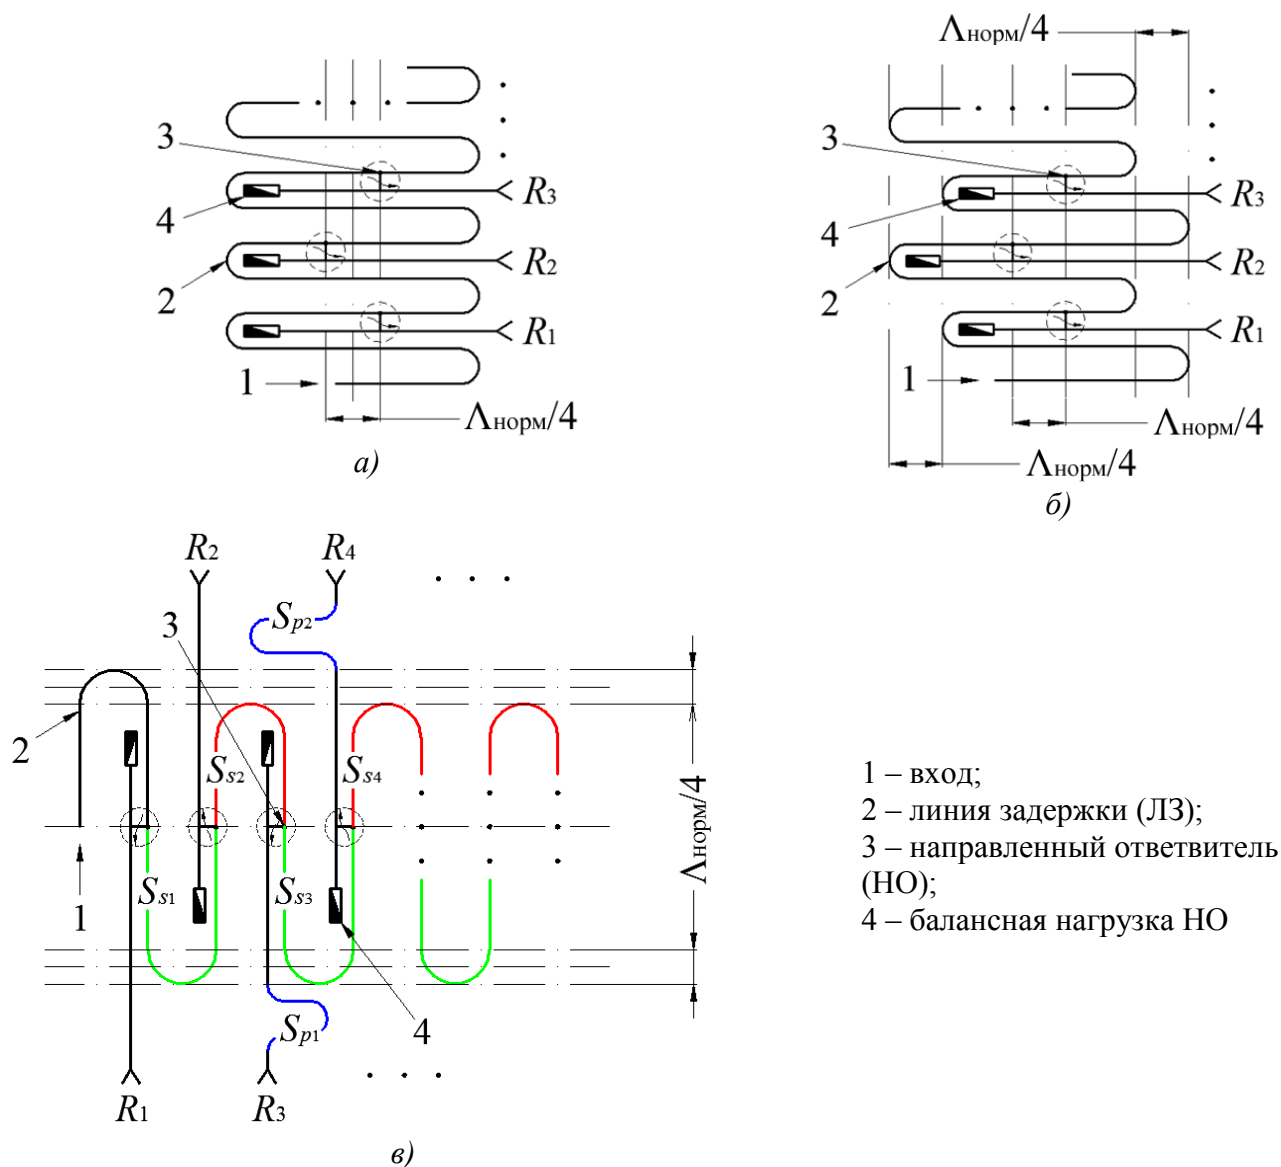 3
4
2
1
R3
R2
R1
Λнорм/4
а)
Λнорм/4
3
4
2
1
R3
R2
R1
Λнорм/4
Λнорм/4
б)
R2
R4
3
Sp2
2
Ss2
Ss4
Λнорм/4
Ss1
Ss3
1
4
Sp1
R1
R3
в)
1 – вход;
2 – линия задержки (ЛЗ);
3 – направленный ответвитель
(НО);
4 – балансная нагрузка НО